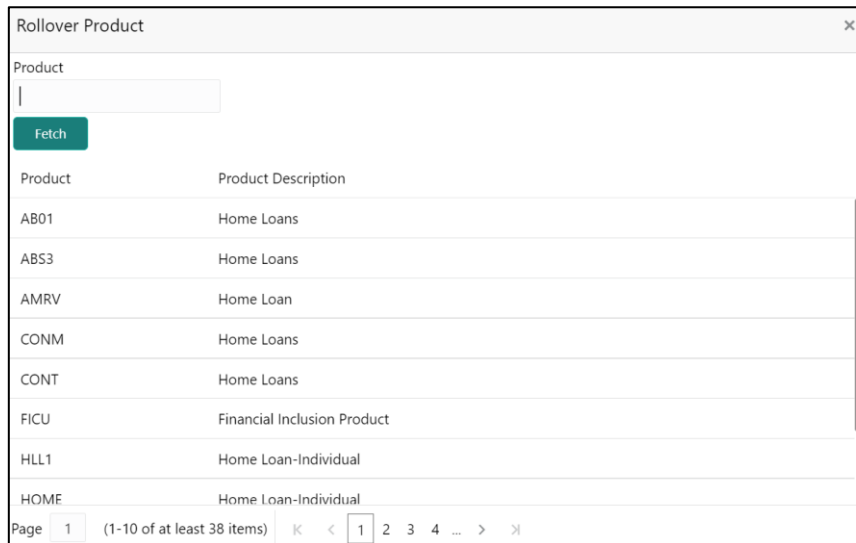 Rollover Product ×
Product
Fetch
Product Product Description
AB01 Home Loans
ABS3 Home Loans
AMRV Home Loan
CONM Home Loans
CONT Home Loans
FICU Financial Inclusion Product
HLL1 Home Loan-Individual
HOME Home Loan-Individual
Page 1 (1-10 of at least 38 items) K < 1 2 3 4 ... > >|